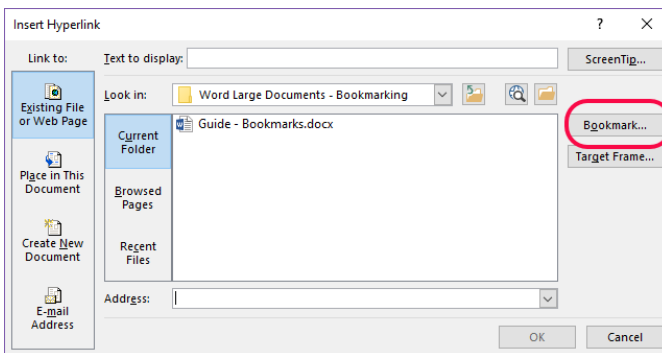 Insert Hyperlink ? X
Link to:
Text to display:
ScreenTip...
Existing File
or Web Page
Place in This
Document
Create New
Document
E-mail
Address
Look in:
Word Large Documents - Bookmarking
Current
Folder
Browsed
Pages
Recent
Files
Guide - Bookmarks.docx
Bookmark...
Target Frame...
Address:
OK
Cancel